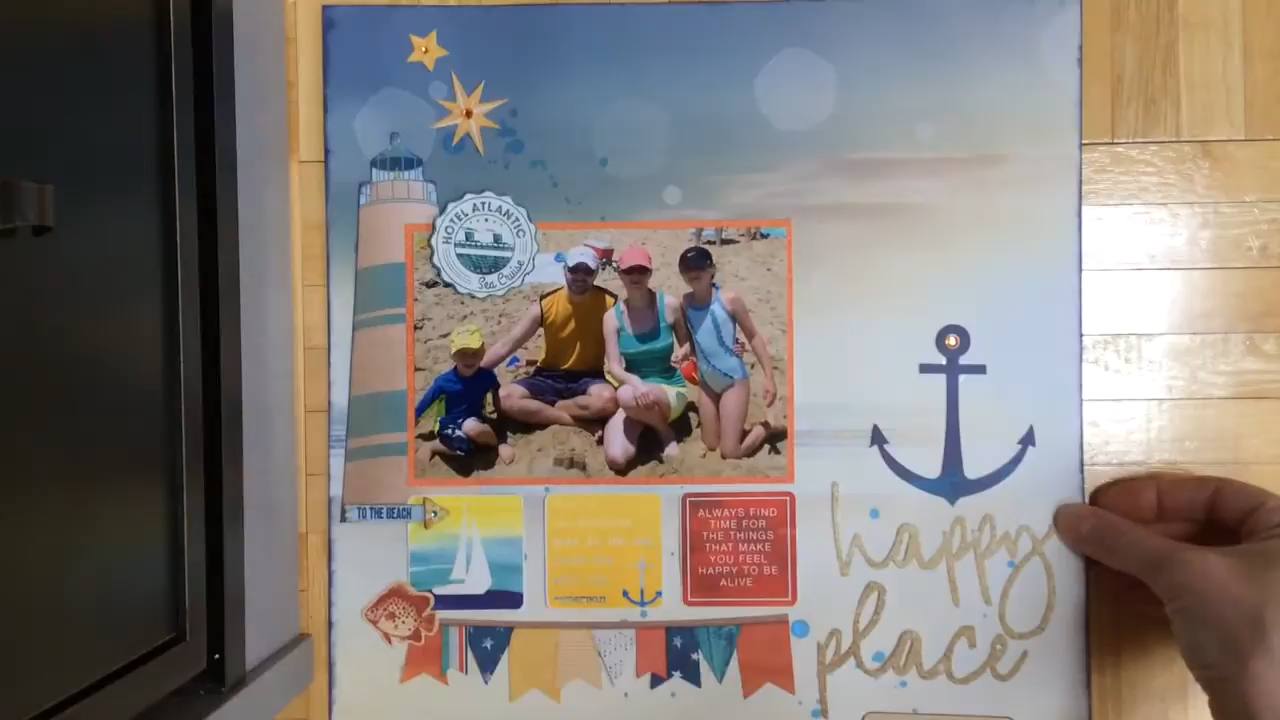 HOTEL ATLANTIC
Sea Cruise
TO THE BEACH
ALWAYS FIND
TIME FOR
THE THINGS
THAT MAKE
YOU FEEL
HAPPY TO BE
ALIVE
happy
place